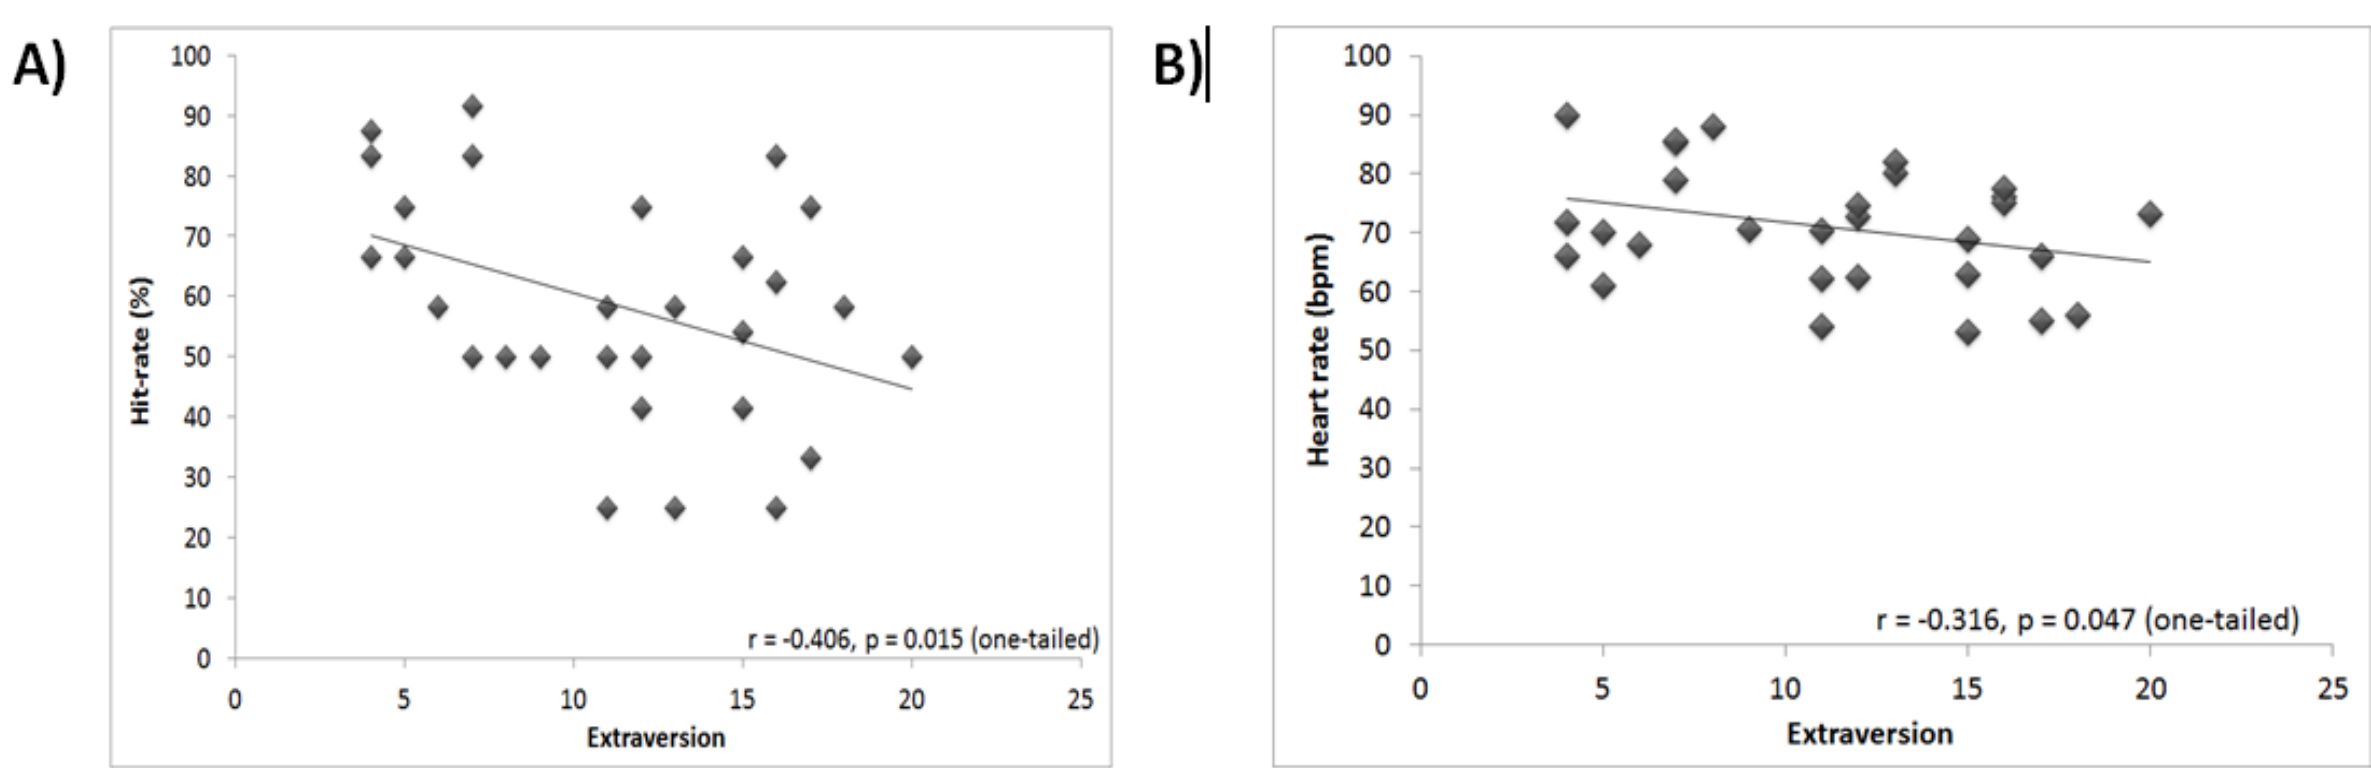 A)
100
90
80
70
60
50
40
30
20
10
0
Hit-rate (%)
r = -0.406, p = 0.015 (one-tailed)
0 5 10 15 20 25
Extraversion
B)
100
90
80
70
60
50
40
30
20
10
0
Heart rate (bpm)
r = -0.316, p = 0.047 (one-tailed)
0 5 10 15 20 25
Extraversion